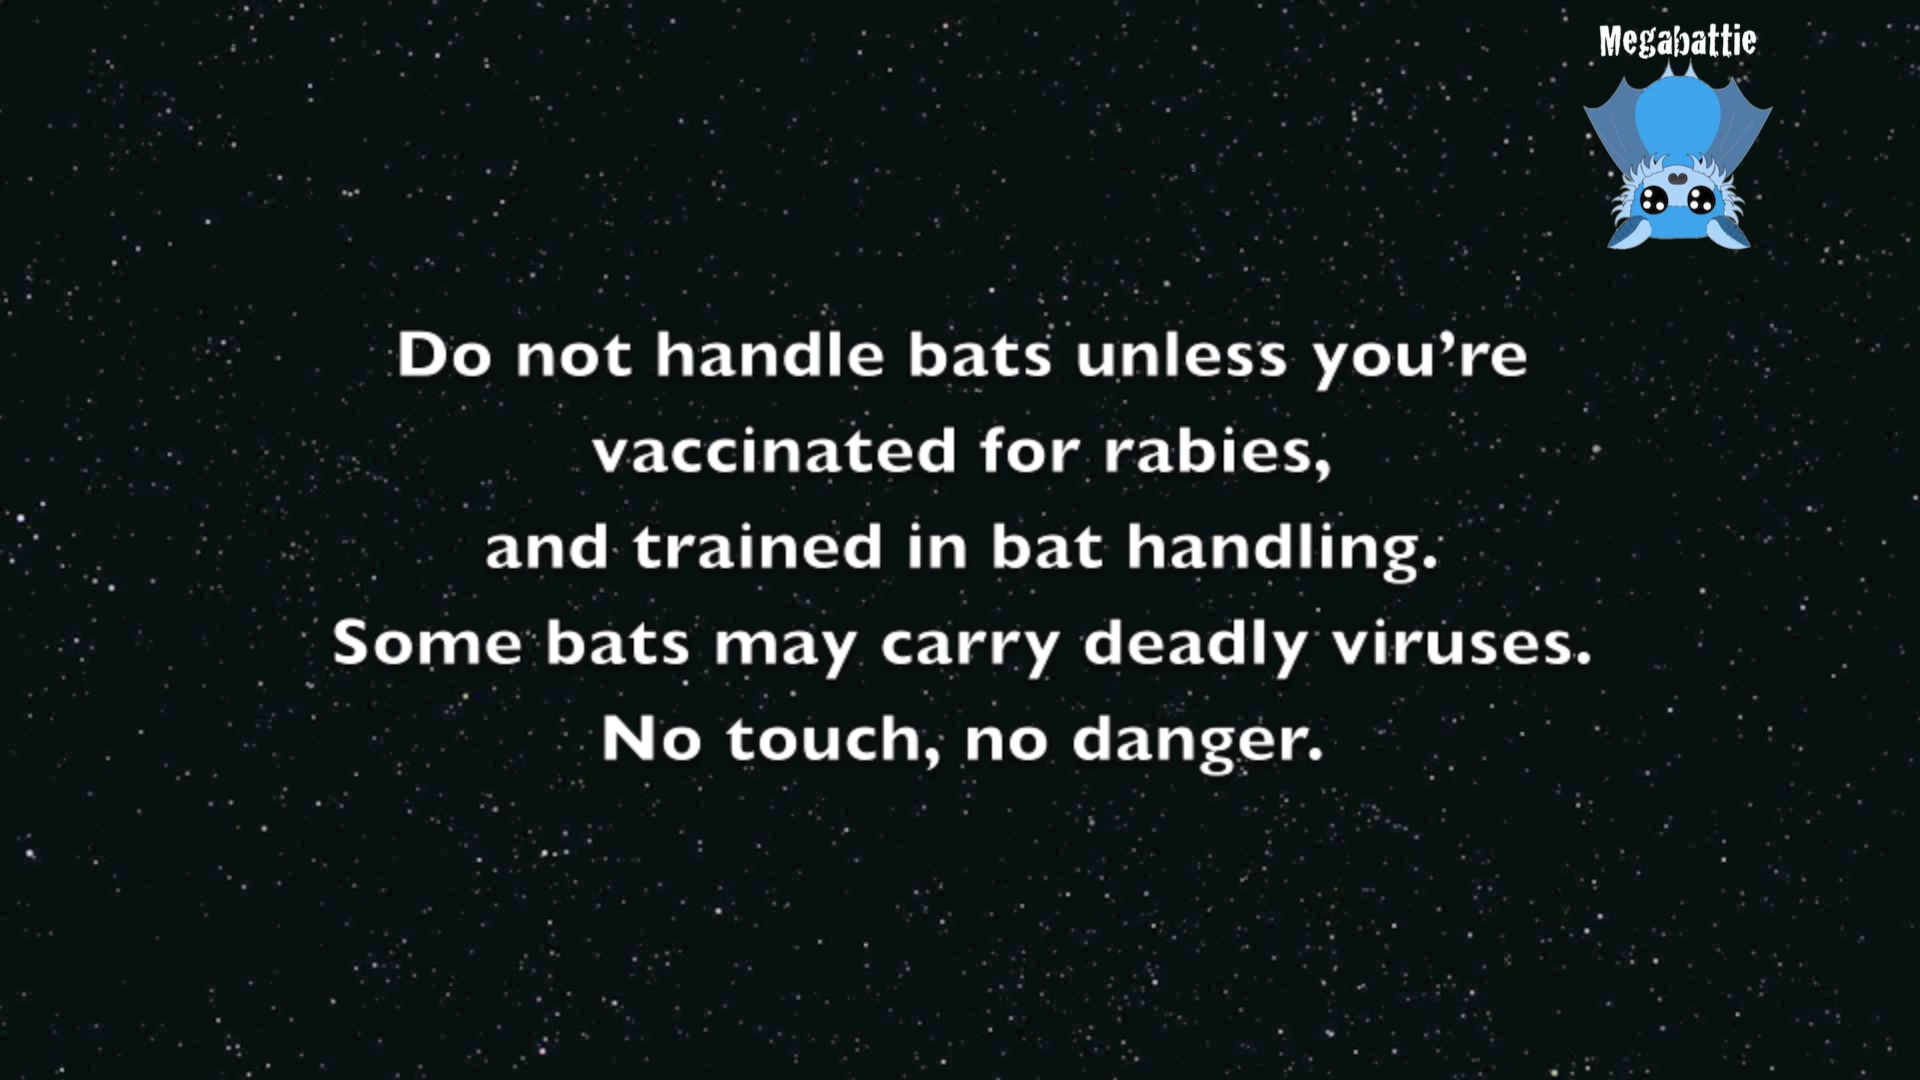 Megabattie
Do not handle bats unless you’re
vaccinated for rabies,
and trained in bat handling.
Some bats may carry deadly viruses.
No touch, no danger.